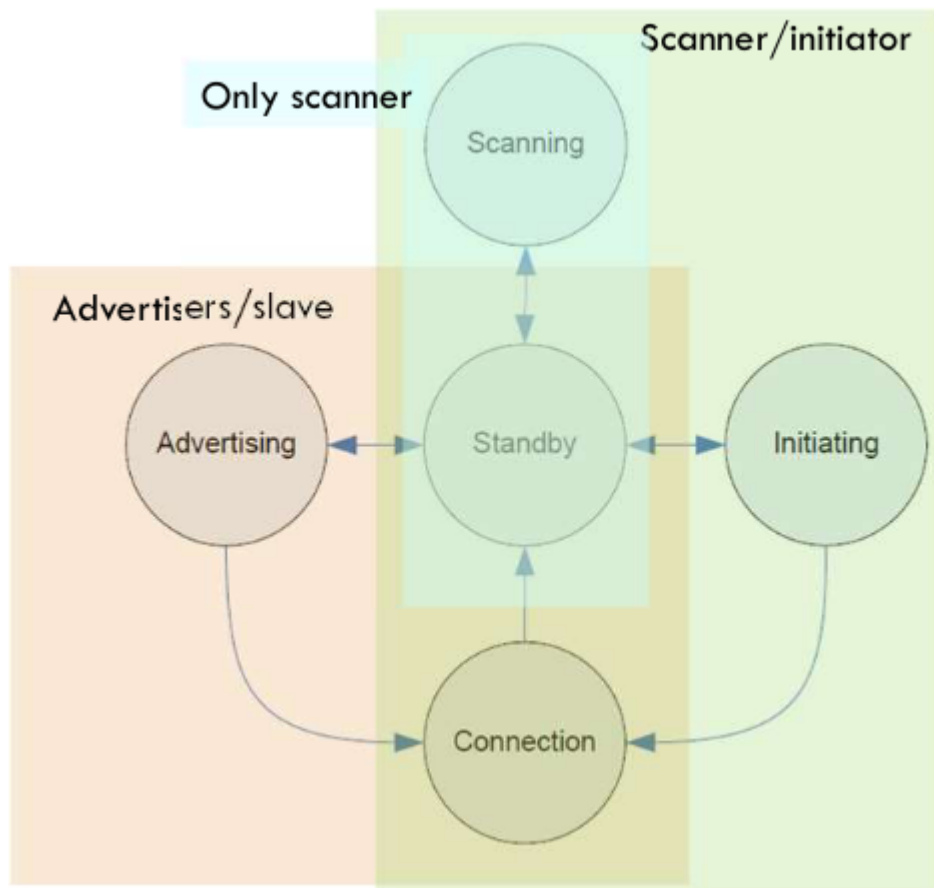 Scanner/initiator
Only scanner
Scanning
Advertisers/slave
Advertising
Standby
Initiating
Connection